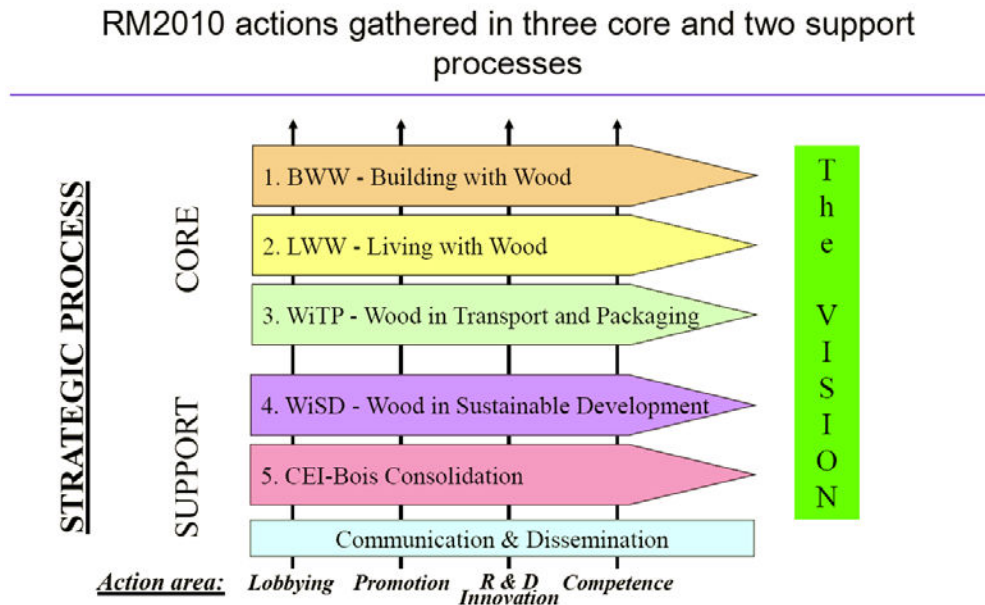 RM2010 actions gathered in three core and two support
processes
STRATEGIC PROCESS
CORE
SUPPORT
1. BWW - Building with Wood
2. LWW - Living with Wood
3. WiTP - Wood in Transport and Packaging
4. WiSD - Wood in Sustainable Development
5. CEI-Bois Consolidation
Communication & Dissemination
The VISION
Action area: Lobbying Promotion R & D Competence
Innovation